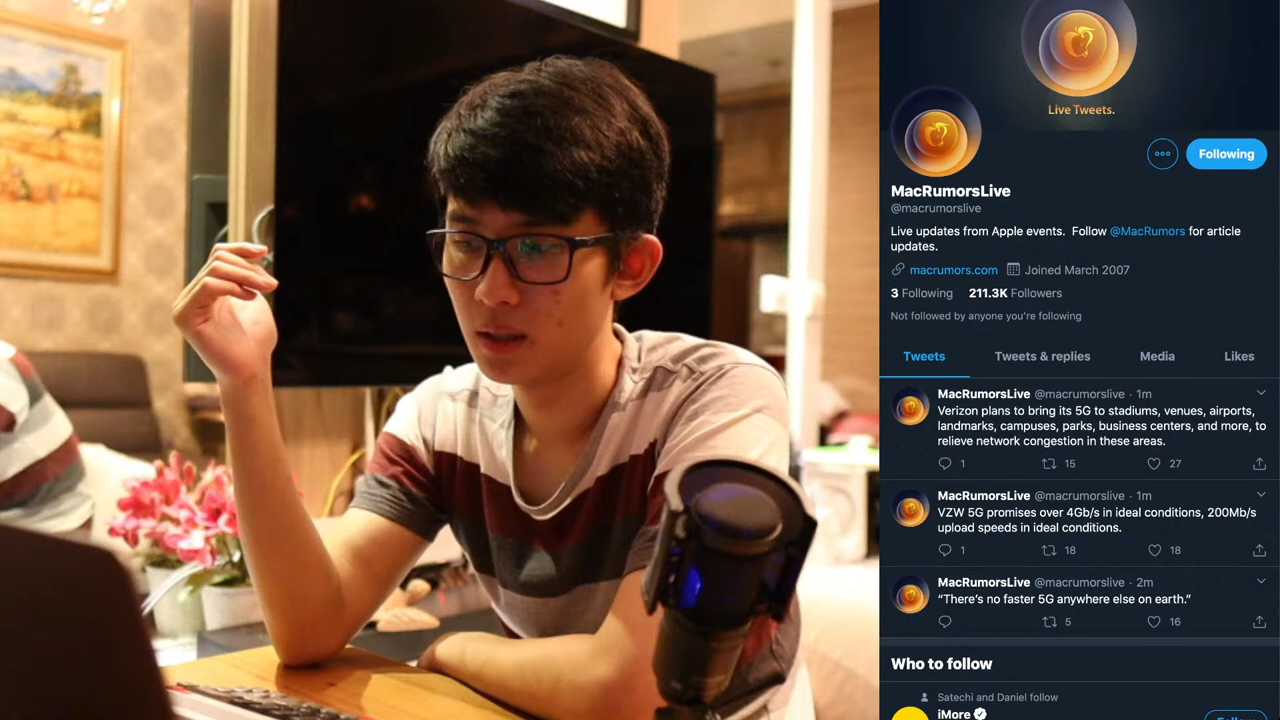 Live Tweets.
Following
MacRumorsLive
@macrumorslive
Live updates from Apple events. Follow @MacRumors for article
updates.
macrumors.com Joined March 2007
3 Following 211.3K Followers
Not followed by anyone you're following
Tweets Tweets & replies Media Likes
MacRumorsLive @macrumorslive · 1m
Verizon plans to bring its 5G to stadiums, venues, airports,
landmarks, campuses, parks, business centers, and more, to
relieve network congestion in these areas.
1 15 27
MacRumorsLive @macrumorslive · 1m
VZW 5G promises over 4Gb/s in ideal conditions, 200Mb/s
upload speeds in ideal conditions.
1 18 18
MacRumorsLive @macrumorslive · 2m
“There’s no faster 5G anywhere else on earth.”
5 16
Who to follow
Satechi and Daniel follow
iMore
Follow